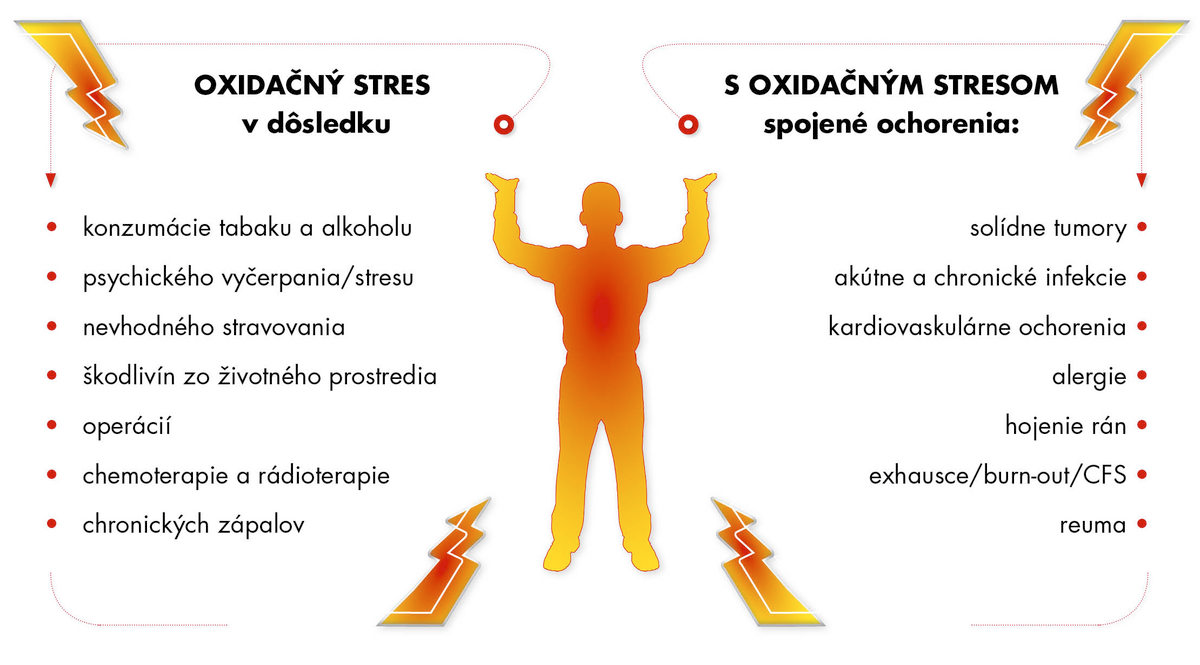 OXIDAČNÝ STRES
v dôsledku
konzumácie tabaku a alkoholu
psychického vyčerpania/stresu
nevhodného stravovania
škodlivín zo životného prostredia
operácií
chemoterapie a rádioterapie
chronických zápalov
S OXIDAČNÝM STRESOM
spojené ochorenia:
solídne tumory
akútne a chronické infekcie
kardiovaskulárne ochorenia
alergie
hojenie rán
exhausce/burn-out/CFS
reuma